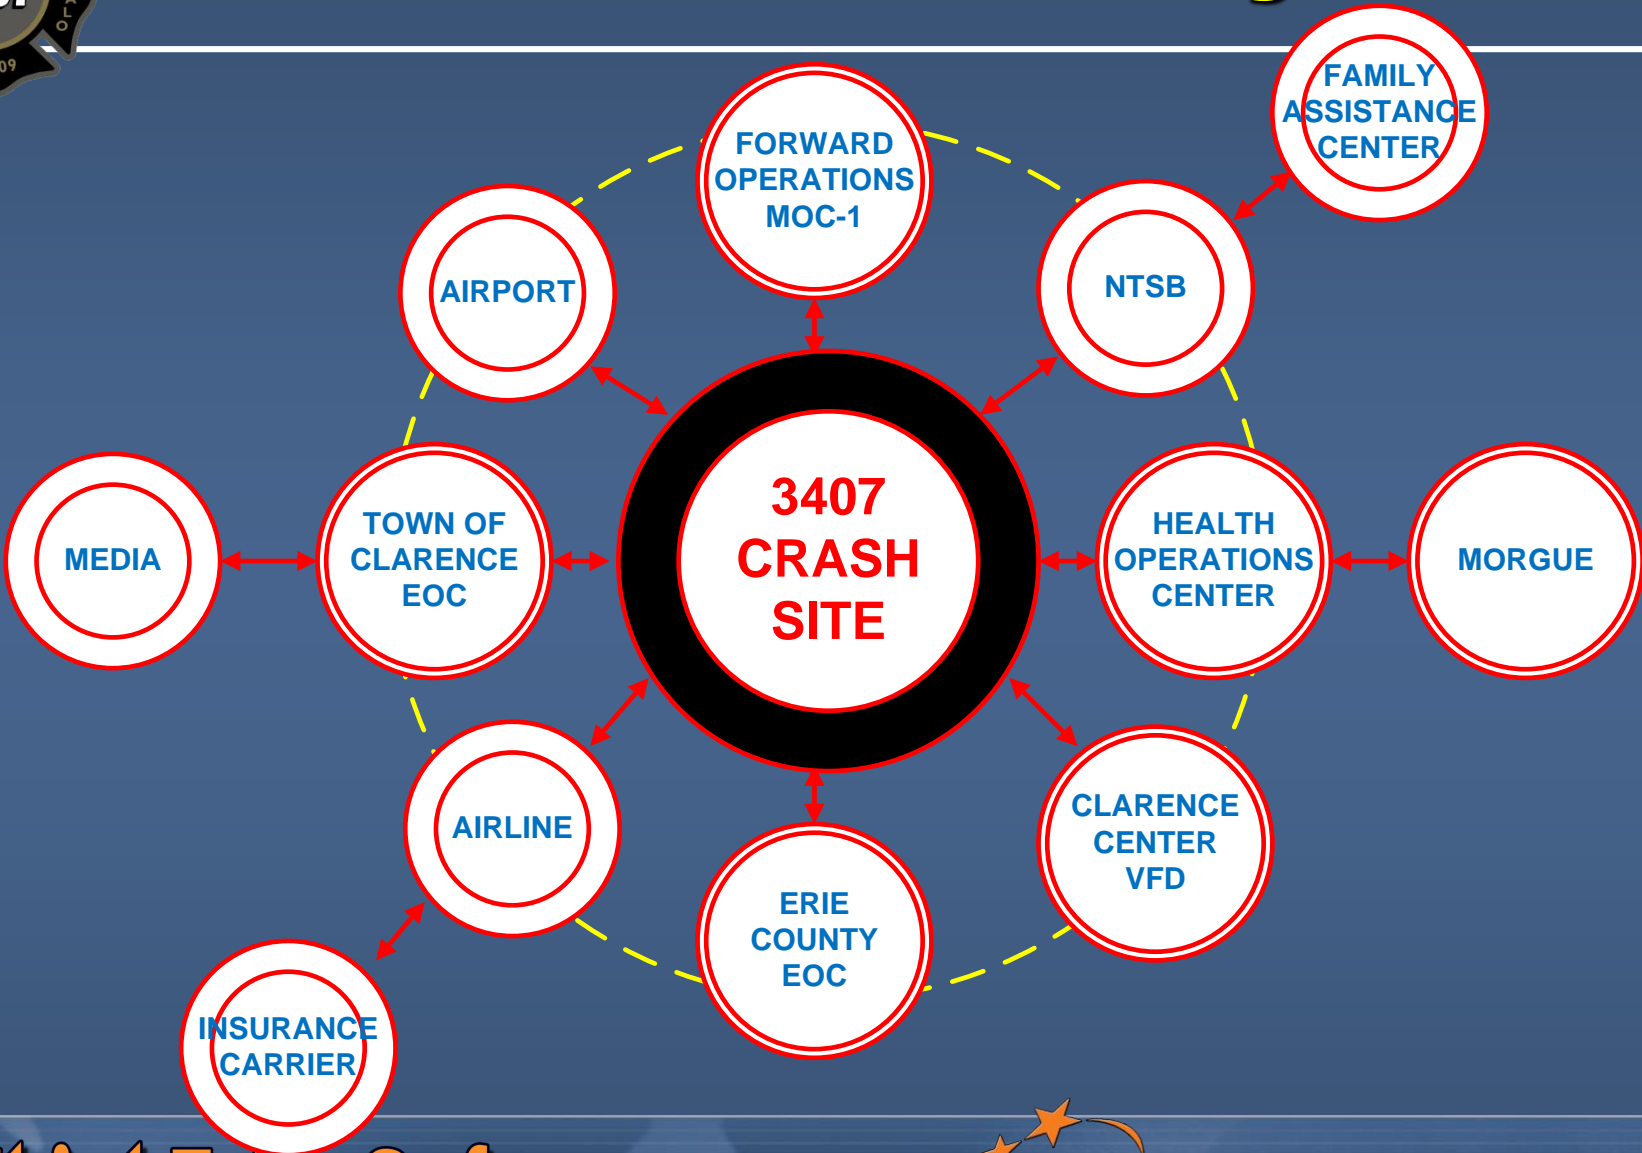 09
FAMILY
ASSISTANCE
CENTER
FORWARD
OPERATIONS
MOC-1
AIRPORT
NTSB
3407
CRASH
SITE
MEDIA
TOWN OF
CLARENCE
EOC
HEALTH
OPERATIONS
CENTER
MORGUE
AIRLINE
CLARENCE
CENTER
VFD
ERIE
COUNTY
EOC
INSURANCE
CARRIER